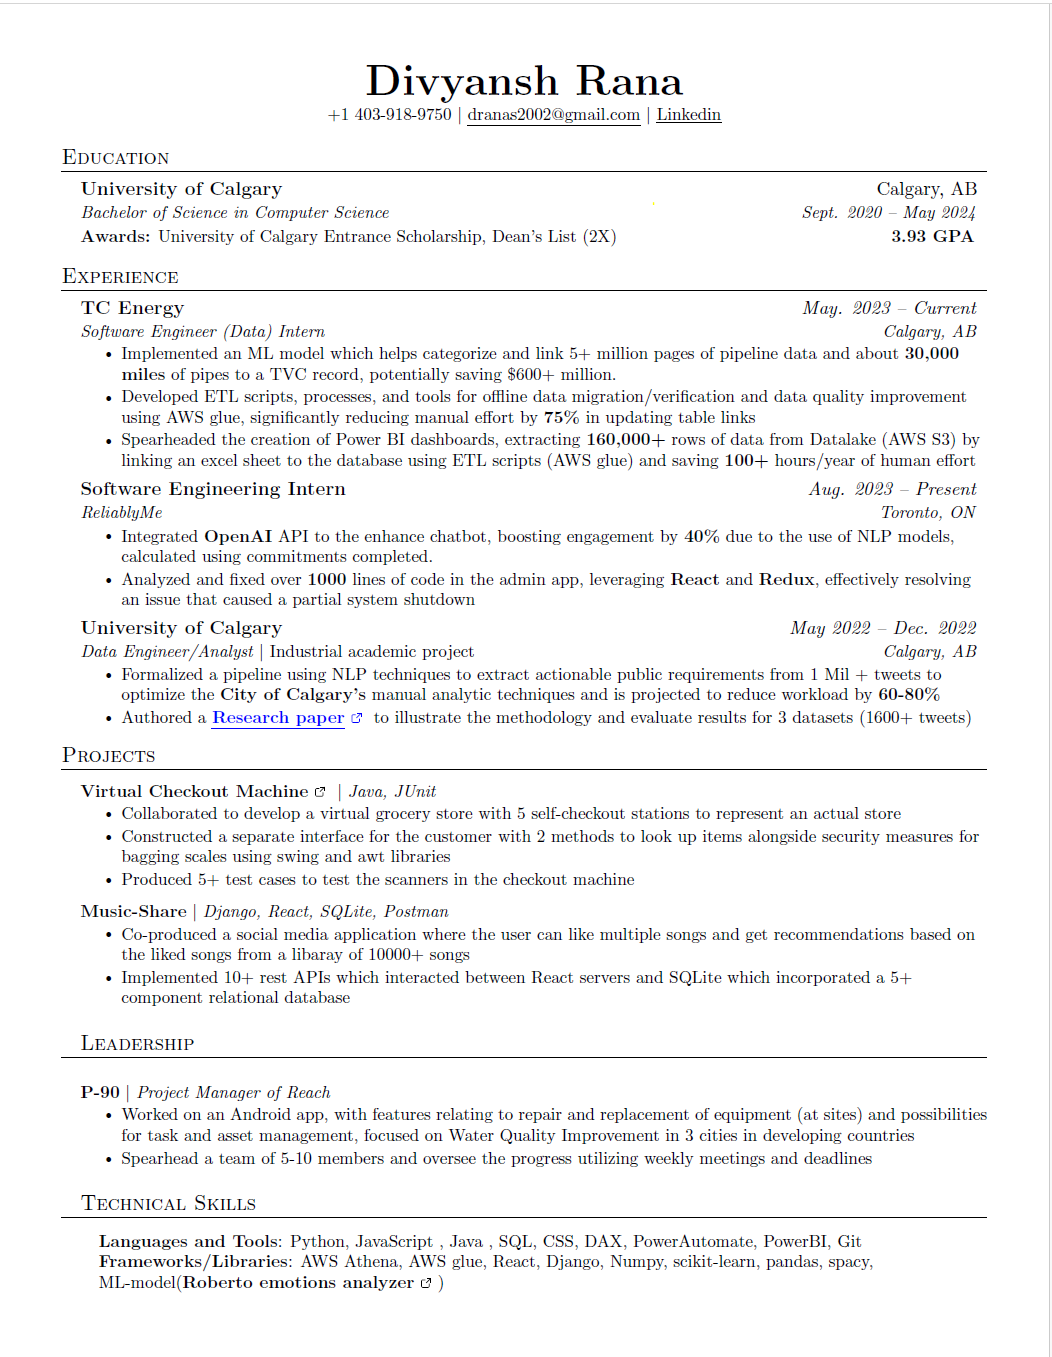 Divyansh Rana
+1 403-918-9750 | dranas2002@gmail.com | Linkedin
Education
University of Calgary Calgary, AB
Bachelor of Science in Computer Science Sept. 2020 – May 2024
Awards: University of Calgary Entrance Scholarship, Dean's List (2X) 3.93 GPA
Experience
TC Energy May. 2023 – Current
Software Engineer (Data) Intern Calgary, AB
• Implemented an ML model which helps categorize and link 5+ million pages of pipeline data and about 30,000
miles of pipes to a TVC record, potentially saving $600+ million.
• Developed ETL scripts, processes, and tools for offline data migration/verification and data quality improvement
using AWS glue, significantly reducing manual effort by 75% in updating table links
• Spearheaded the creation of Power BI dashboards, extracting 160,000+ rows of data from Datalake (AWS S3) by
linking an excel sheet to the database using ETL scripts (AWS glue) and saving 100+ hours/year of human effort
Software Engineering Intern Aug. 2023 – Present
ReliablyMe Toronto, ON
• Integrated OpenAI API to the enhance chatbot, boosting engagement by 40% due to the use of NLP models,
calculated using commitments completed.
• Analyzed and fixed over 1000 lines of code in the admin app, leveraging React and Redux, effectively resolving
an issue that caused a partial system shutdown
University of Calgary May 2022 – Dec. 2022
Data Engineer/Analyst | Industrial academic project Calgary, AB
• Formalized a pipeline using NLP techniques to extract actionable public requirements from 1 Mil + tweets to
optimize the City of Calgary's manual analytic techniques and is projected to reduce workload by 60-80%
• Authored a Research paper to illustrate the methodology and evaluate results for 3 datasets (1600+ tweets)
Projects
Virtual Checkout Machine | Java, JUnit
• Collaborated to develop a virtual grocery store with 5 self-checkout stations to represent an actual store
• Constructed a separate interface for the customer with 2 methods to look up items alongside security measures for
bagging scales using swing and awt libraries
• Produced 5+ test cases to test the scanners in the checkout machine
Music-Share | Django, React, SQLite, Postman
• Co-produced a social media application where the user can like multiple songs and get recommendations based on
the liked songs from a libaray of 10000+ songs
• Implemented 10+ rest APIs which interacted between React servers and SQLite which incorporated a 5+
component relational database
Leadership
P-90 | Project Manager of Reach
• Worked on an Android app, with features relating to repair and replacement of equipment (at sites) and possibilities
for task and asset management, focused on Water Quality Improvement in 3 cities in developing countries
• Spearhead a team of 5-10 members and oversee the progress utilizing weekly meetings and deadlines
Technical Skills
Languages and Tools: Python, JavaScript , Java , SQL, CSS, DAX, PowerAutomate, PowerBI, Git
Frameworks/Libraries: AWS Athena, AWS glue, React, Django, Numpy, scikit-learn, pandas, spacy,
ML-model(Roberto emotions analyzer )